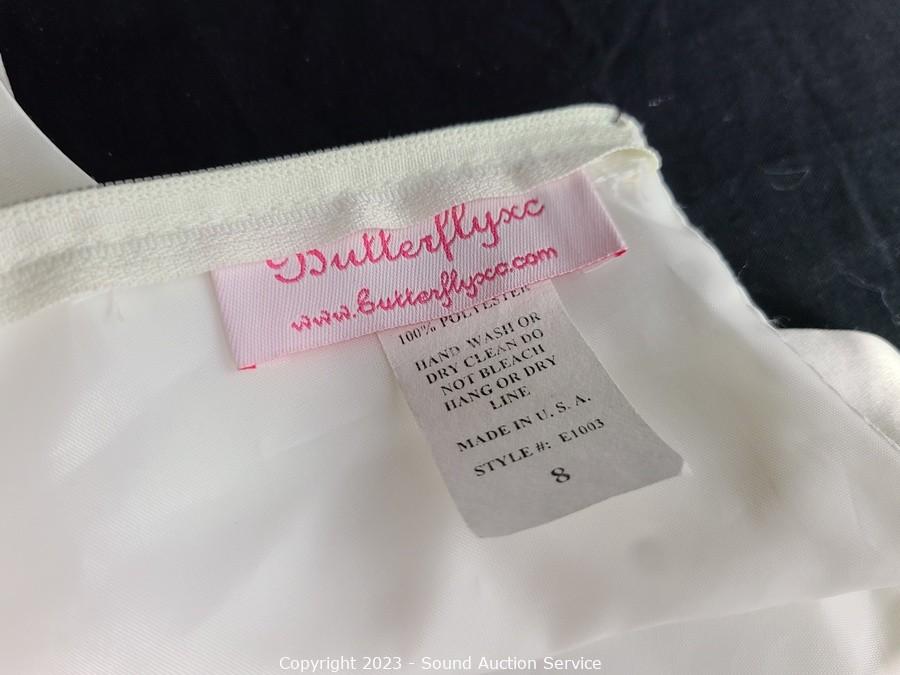 Butterflyxc
www.butterflyxcc.com
100% POLYESTER
HAND WASH OR
DRY CLEAN DO
NOT BLEACH
HANG OR DRY
LINE
MADE IN U. S. A.
STYLE #: E1003
8
Copyright 2023 - Sound Auction Service